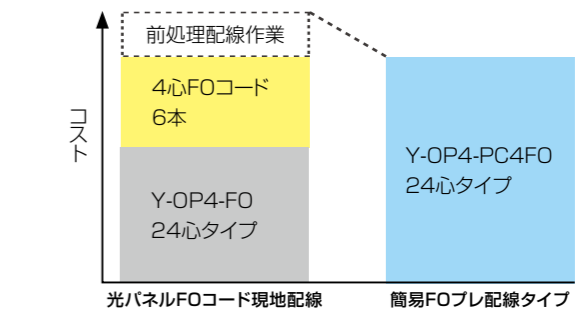 コスト
前処理配線作業
4心FOコード
6本
Y-OP4-FO
24心タイプ
Y-OP4-PC4FO
24心タイプ
光パネルFOコード現地配線
簡易FOプレ配線タイプ